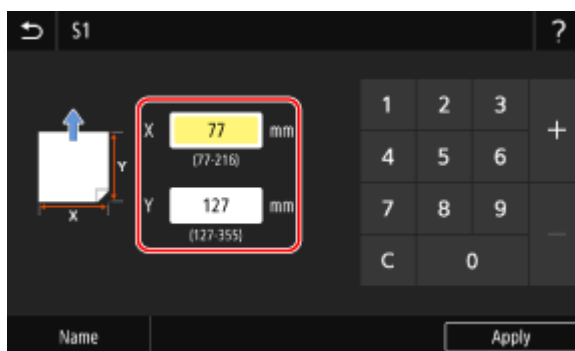 S1 ?
X 77 mm
(77-216)
Y 127 mm
(127-355)
Y
X
1 2 3 +
4 5 6
7 8 9 −
C 0
Name Apply